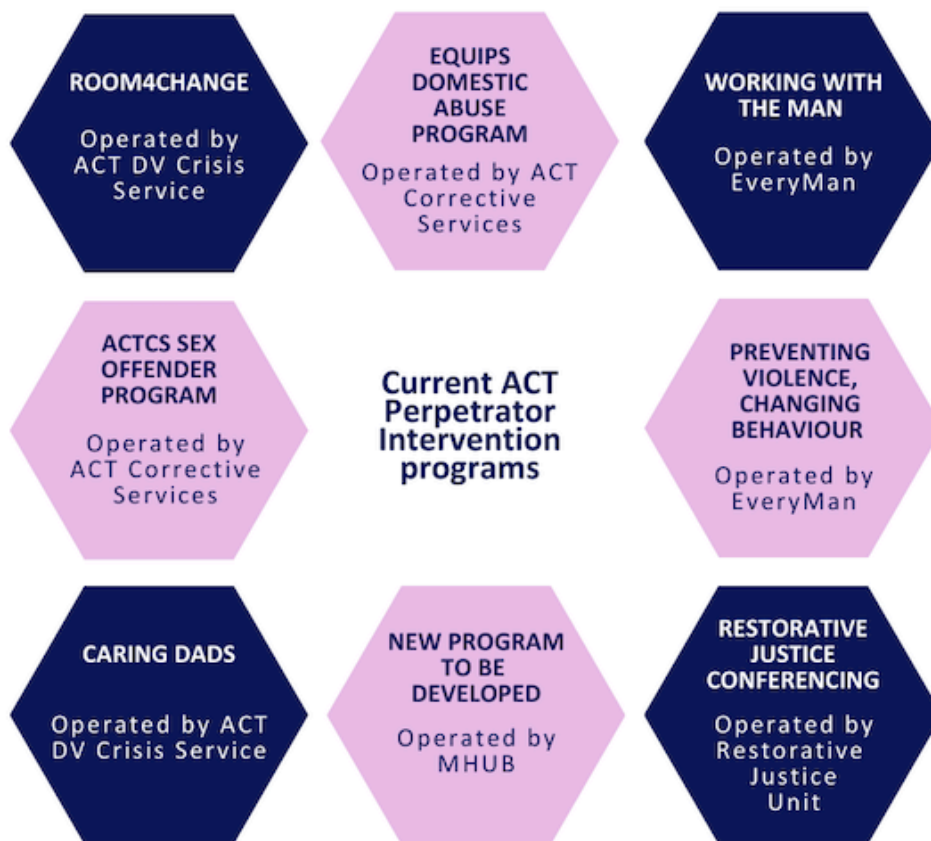 ROOM4CHANGE
Operated by
ACT DV Crisis
Service
EQUIPS
DOMESTIC
ABUSE
PROGRAM
Operated by ACT
Corrective
Services
WORKING WITH
THE MAN
Operated by
EveryMan
ACTCS SEX
OFFENDER
PROGRAM
Operated by
ACT Corrective
Services
Current ACT
Perpetrator
Intervention
programs
PREVENTING
VIOLENCE,
CHANGING
BEHAVIOUR
Operated by
EveryMan
CARING DADS
Operated by ACT
DV Crisis Service
NEW PROGRAM
TO BE
DEVELOPED
Operated by
MHUB
RESTORATIVE
JUSTICE
CONFERENCING
Operated by
Restorative
Justice
Unit